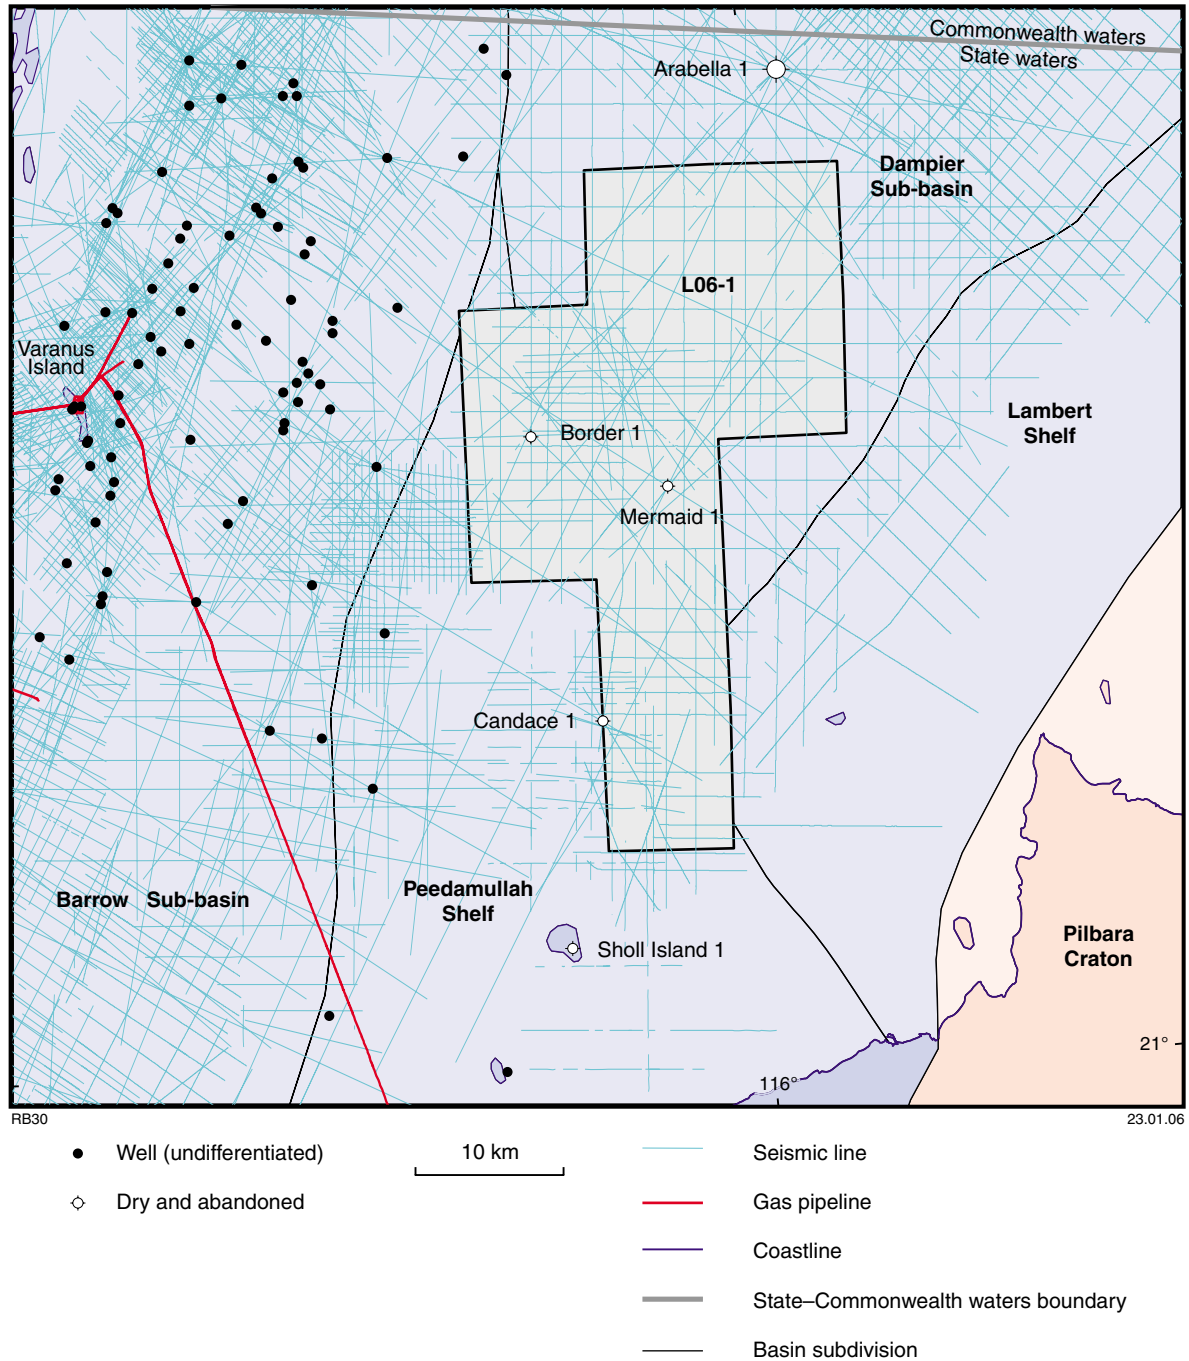 Commonwealth waters
State waters
Arabella 1
Dampier
Sub-basin
L06-1
Varanus
Island
Lambert
Shelf
Border 1
Mermaid 1
Candace 1
Barrow Sub-basin
Peedamullah
Shelf
Sholl Island 1
Pilbara
Craton
21°
116°
RB30
23.01.06
Well (undifferentiated)
10 km
Seismic line
Dry and abandoned
Gas pipeline
Coastline
State–Commonwealth waters boundary
Basin subdivision